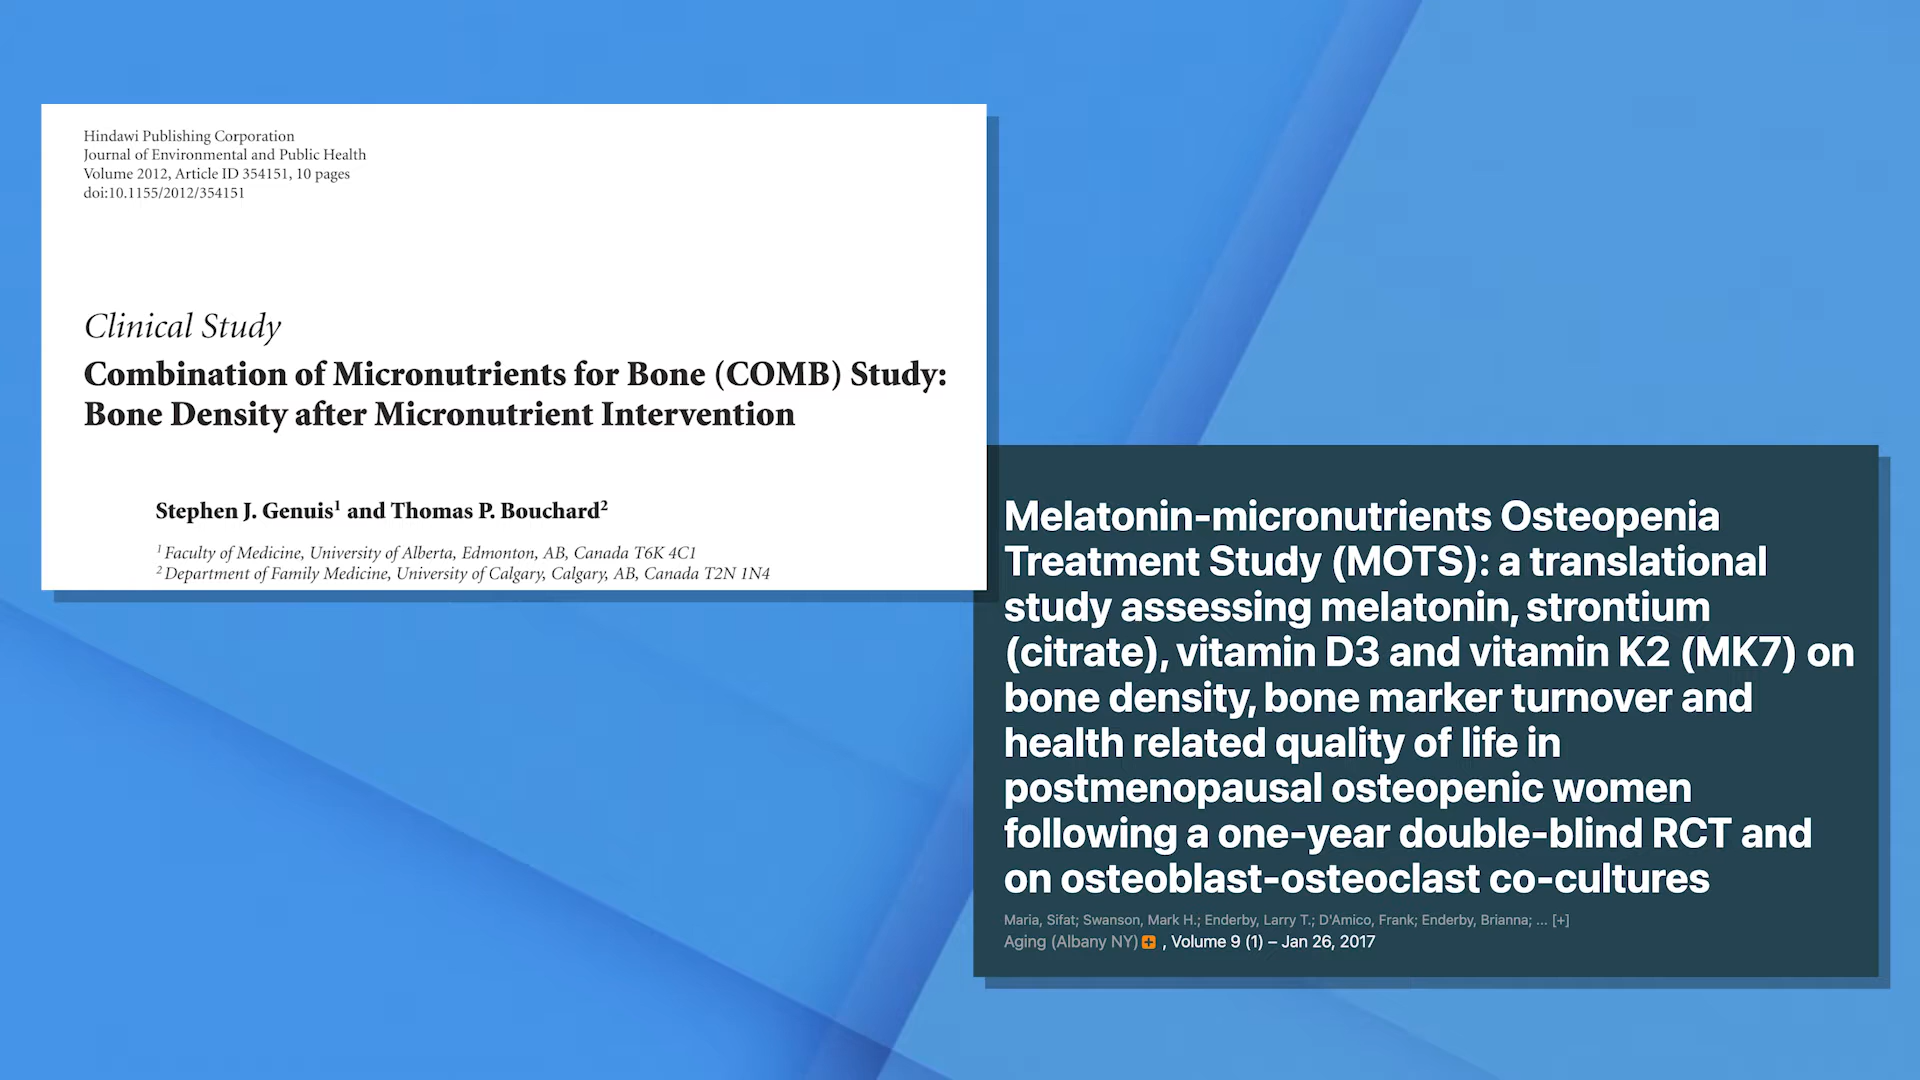 Hindawi Publishing Corporation
Journal of Environmental and Public Health
Volume 2012, Article ID 354151, 10 pages
doi:10.1155/2012/354151
Clinical Study
Combination of Micronutrients for Bone (COMB) Study:
Bone Density after Micronutrient Intervention
Stephen J. Genuis1 and Thomas P. Bouchard2
1 Faculty of Medicine, University of Alberta, Edmonton, AB, Canada T6K 4C1
2 Department of Family Medicine, University of Calgary, Calgary, AB, Canada T2N 1N4
Melatonin-micronutrients Osteopenia
Treatment Study (MOTS): a translational
study assessing melatonin, strontium
(citrate), vitamin D3 and vitamin K2 (MK7) on
bone density, bone marker turnover and
health related quality of life in
postmenopausal osteopenic women
following a one-year double-blind RCT and
on osteoblast-osteoclast co-cultures
Maria, Sifat; Swanson, Mark H.; Enderby, Larry T.; D'Amico, Frank; Enderby, Brianna; ... [+]
Aging (Albany NY) + , Volume 9 (1) – Jan 26, 2017